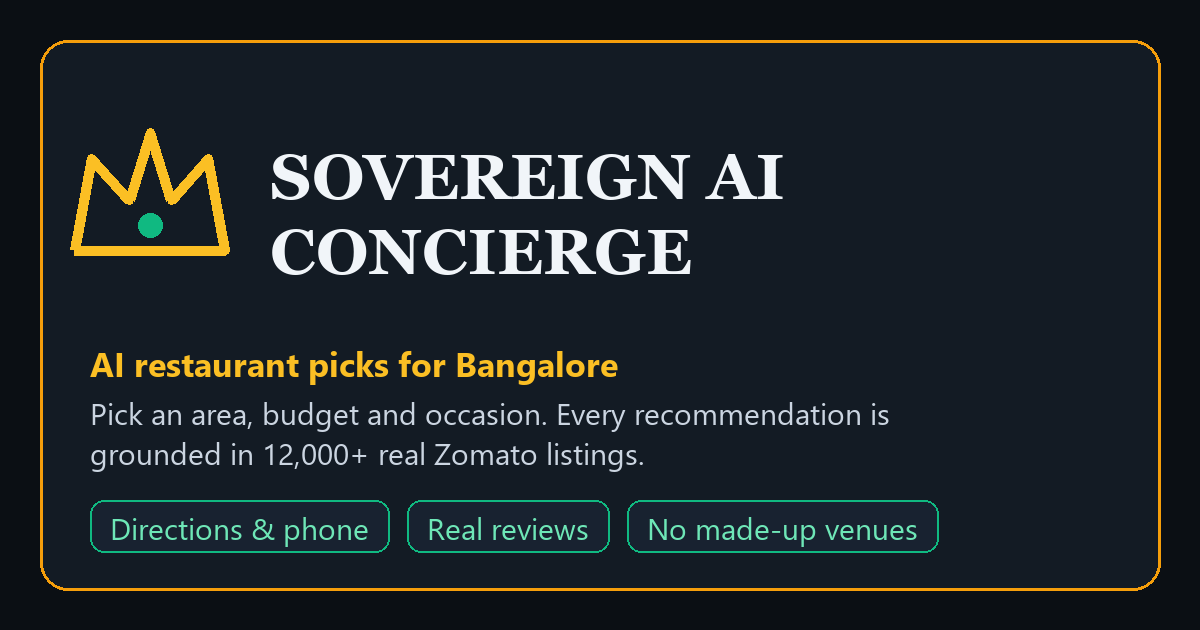 SOVEREIGN AI
CONCIERGE
AI restaurant picks for Bangalore
Pick an area, budget and occasion. Every recommendation is
grounded in 12,000+ real Zomato listings.
Directions & phone
Real reviews
No made-up venues